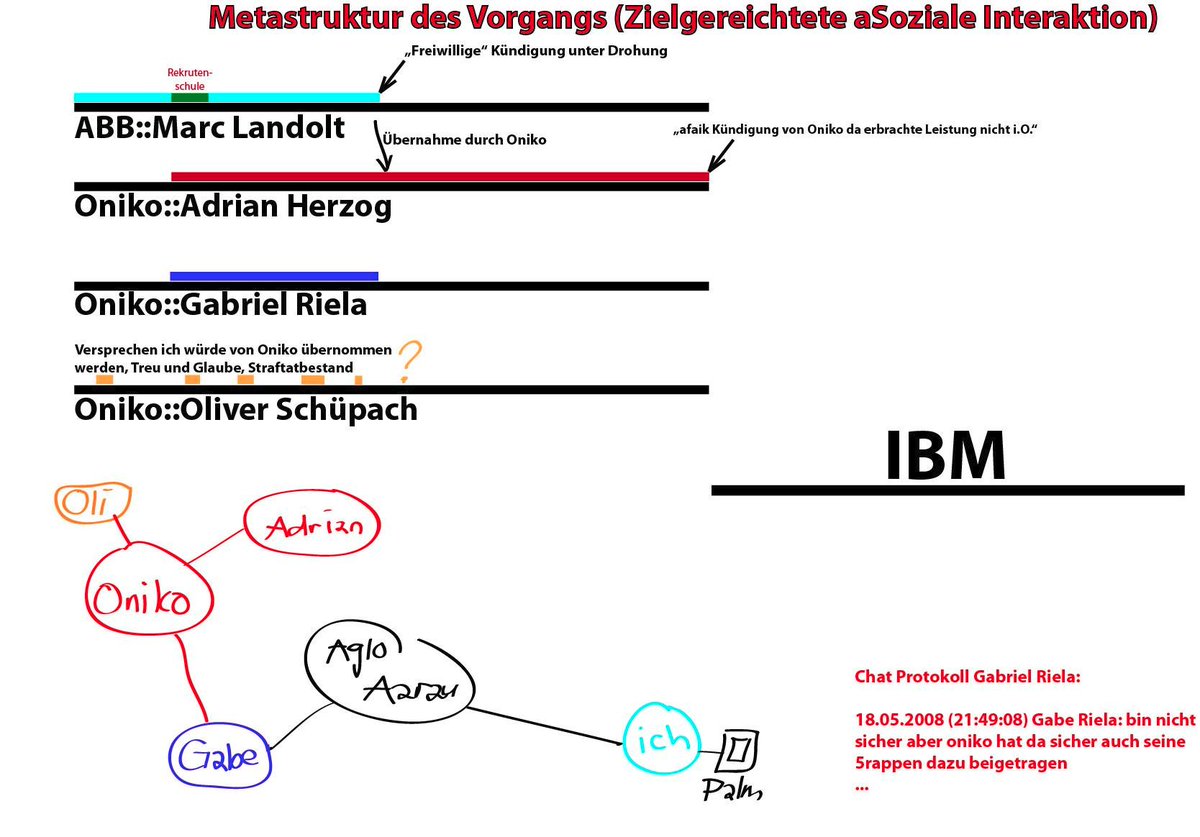 Metastruktur des Vorgangs (Zielgereichtete aSoziale Interaktion)
„Freiwillige“ Kündigung unter Drohung
Rekruten-
schule
ABB::Marc Landolt
Übernahme durch Oniko
„afaik Kündigung von Oniko da erbrachte Leistung nicht i.O.“
Oniko::Adrian Herzog
Oniko::Gabriel Riela
Versprechen ich würde von Oniko übernommen
werden, Treu und Glaube, Straftatbestand
?
Oniko::Oliver Schüpach
IBM
Oli
Adrian
Oniko
Aglo
Aarau
Gabe
ich
Palm
Chat Protokoll Gabriel Riela:
18.05.2008 (21:49:08) Gabe Riela: bin nicht
sicher aber oniko hat da sicher auch seine
5rappen dazu beigetragen
...